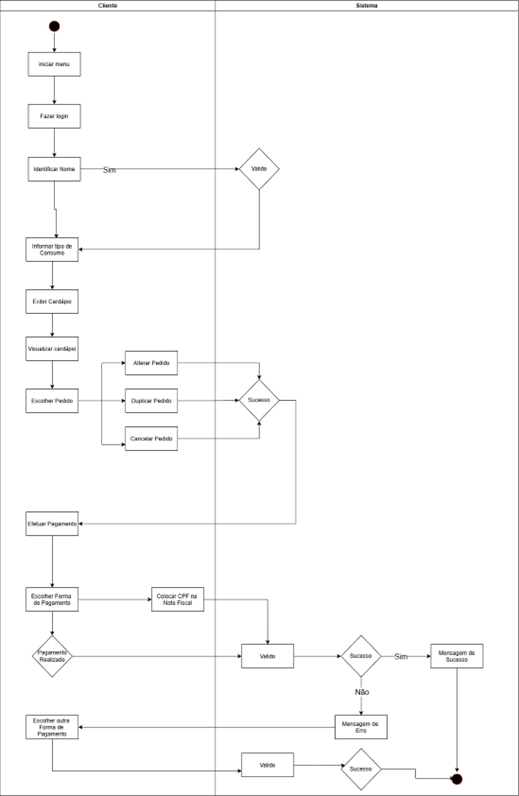 Cliente
Sistema
iniciar menu
Fazer login
Identificar Nome
Sim
Valido
Informar tipo de
Consumo
Exibir Cardápio
Visualizar cardápio
Alterar Pedido
Escolher Pedido
Duplicar Pedido
Sucesso
Cancelar Pedido
Efetuar Pagamento
Escolher Forma
de Pagamento
Colocar CPF na
Nota Fiscal
Pagamento
Realizado
Valido
Sucesso
Sim
Mensagem de
Sucesso
Não
Escolher outra
Forma de
Pagamento
Mensagem de
Erro
Valido
Sucesso